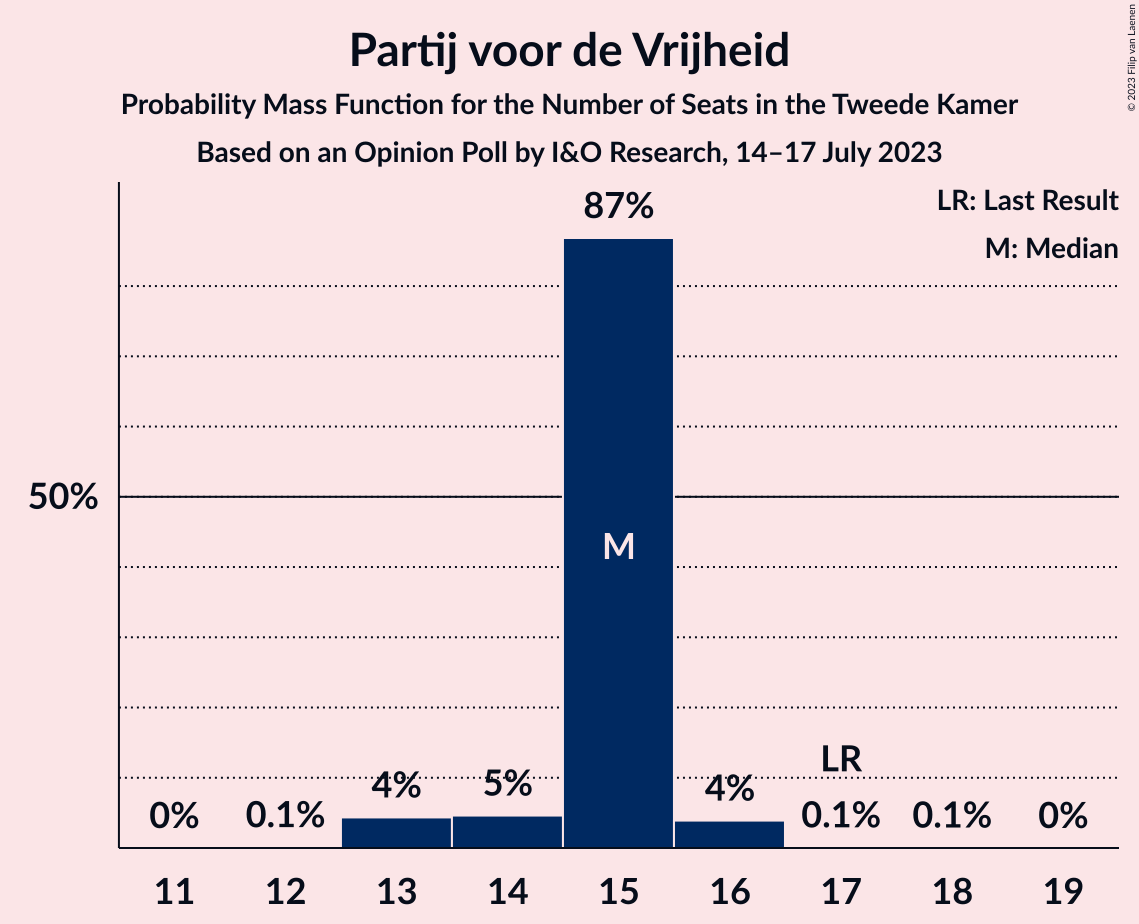 Partij voor de Vrijheid
Probability Mass Function for the Number of Seats in the Tweede Kamer
Based on an Opinion Poll by I&O Research, 14–17 July 2023
© 2023 Filip van Laenen
LR: Last Result
M: Median
87%
50%
M
LR
0% 0.1% 4% 5% 4% 0.1% 0.1% 0%
11 12 13 14 15 16 17 18 19